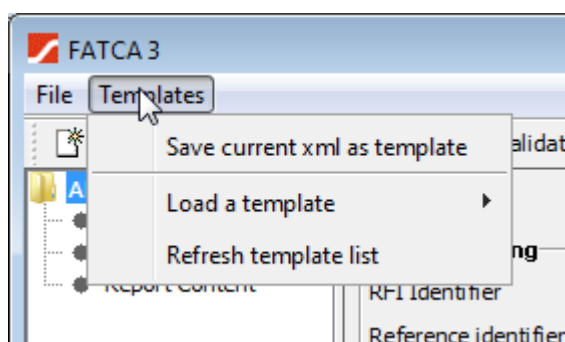 FATCA 3
File Templates
Save current xml as template
Load a template
Refresh template list
Report Content
RFI Identifier
Reference identifier